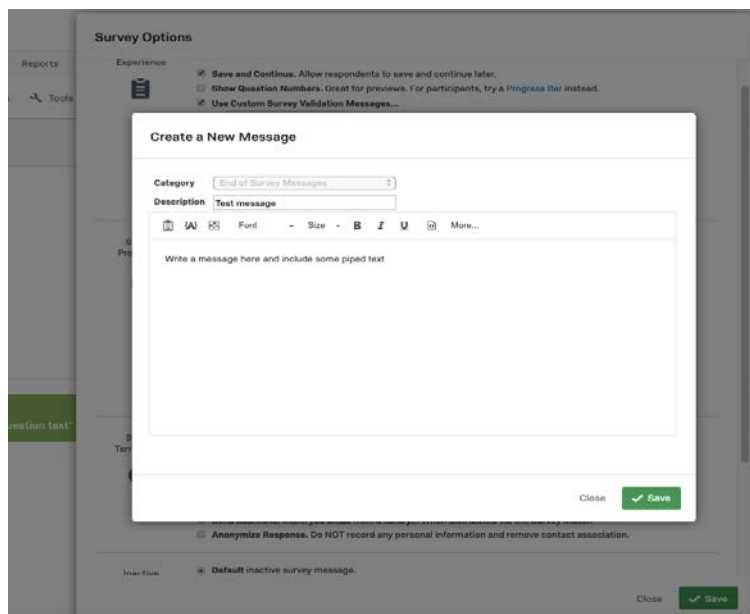 Survey Options
Reports
Experience
Save and Continue. Allow respondents to save and continue later.
Tools
Show Question Numbers. Great for previews. For participants, try a Progress Bar instead.
Use Custom Survey Validation Messages...
Create a New Message
Category End of Survey Messages
Description Test message
{A} Font Size B I U More...
Write a message here and include some piped text
Close Save
Anonymize Response. Do NOT record any personal information and remove contact association.
Inactive Default inactive survey message.
Close Save